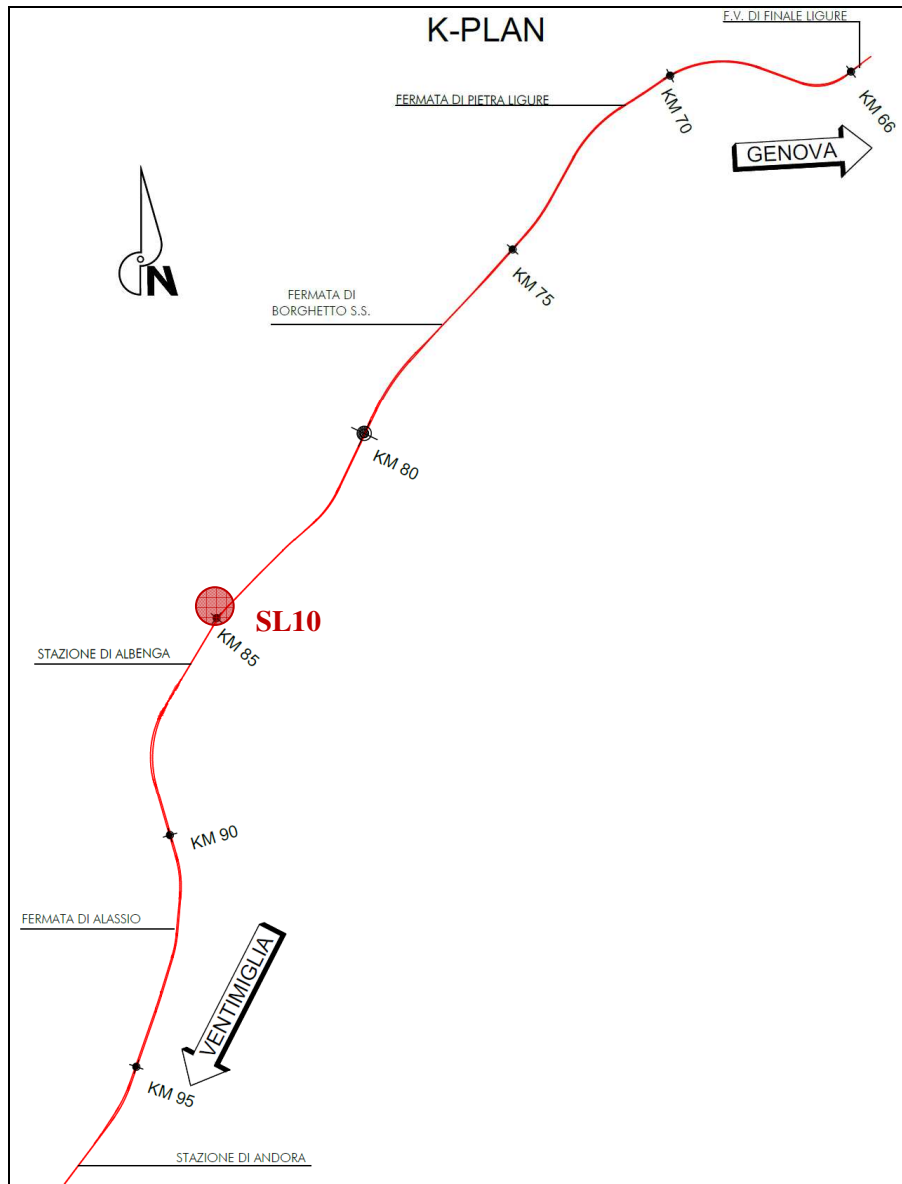 K-PLAN
F.V. DI FINALE LIGURE
FERMATA DI PIETRA LIGURE
KM 70
KM 66
GENOVA
N
KM 75
FERMATA DI
BORGHETTO S.S.
KM 80
SL10
KM 85
STAZIONE DI ALBENGA
KM 90
FERMATA DI ALASSIO
VENTIMIGLIA
KM 95
STAZIONE DI ANDORA